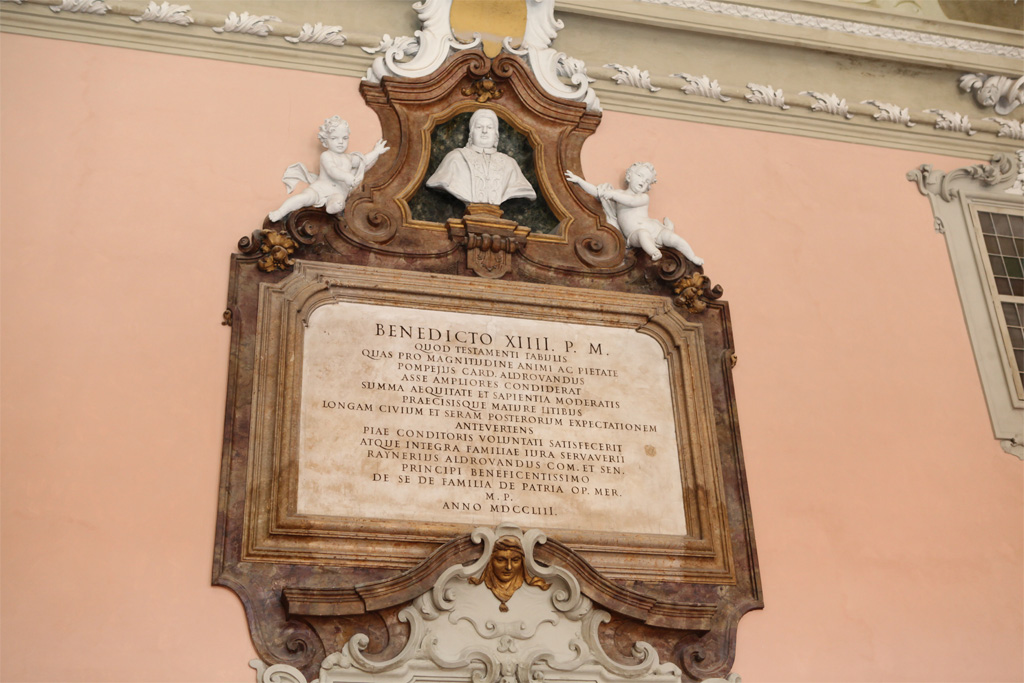 BENEDICTO XIIII. P. M.
QUOD TESTAMENTI TABULIS
QUAS PRO MAGNITUDINE ANIMI AC PIETATE
POMPEJUS CARD. ALDROVANDUS
ASSE AMPLIORES CONDIDERAT
SUMMA AEQUITATE ET SAPIENTIA MODERATIS
PRAECISISQUE MATURE LITIBUS
LONGAM CIVIUM ET SERAM POSTERORUM EXPECTATIONEM
ANTEVERTENS
PIAE CONDITORIS VOLUNTATI SATISFECERIT
ATQUE INTEGRA FAMILIAE IURA SERVAVERIT
RAYNERIUS ALDROVANDUS COM. ET SEN.
PRINCIPI BENEFICENTISSIMO
DE SE DE FAMILIA DE PATRIA OP. MER.
M. P.
ANNO MDCCLIII.